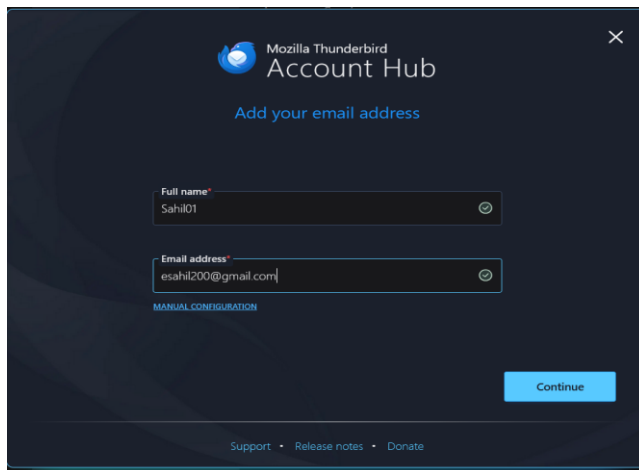 Mozilla Thunderbird
Account Hub
Add your email address
Full name*
Sahil01
Email address*
esahil200@gmail.com
MANUAL CONFIGURATION
Continue
Support • Release notes • Donate